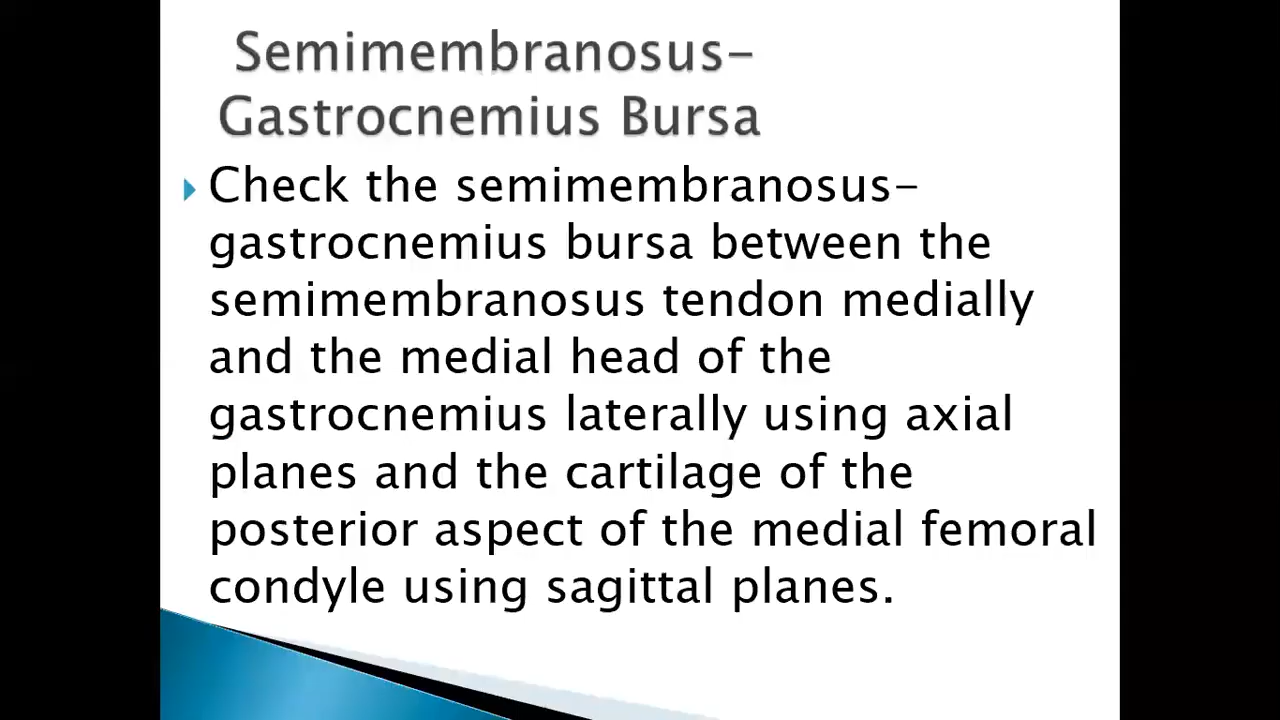 Semimembranosus-
Gastrocnemius Bursa
Check the semimembranosus-
gastrocnemius bursa between the
semimembranosus tendon medially
and the medial head of the
gastrocnemius laterally using axial
planes and the cartilage of the
posterior aspect of the medial femoral
condyle using sagittal planes.